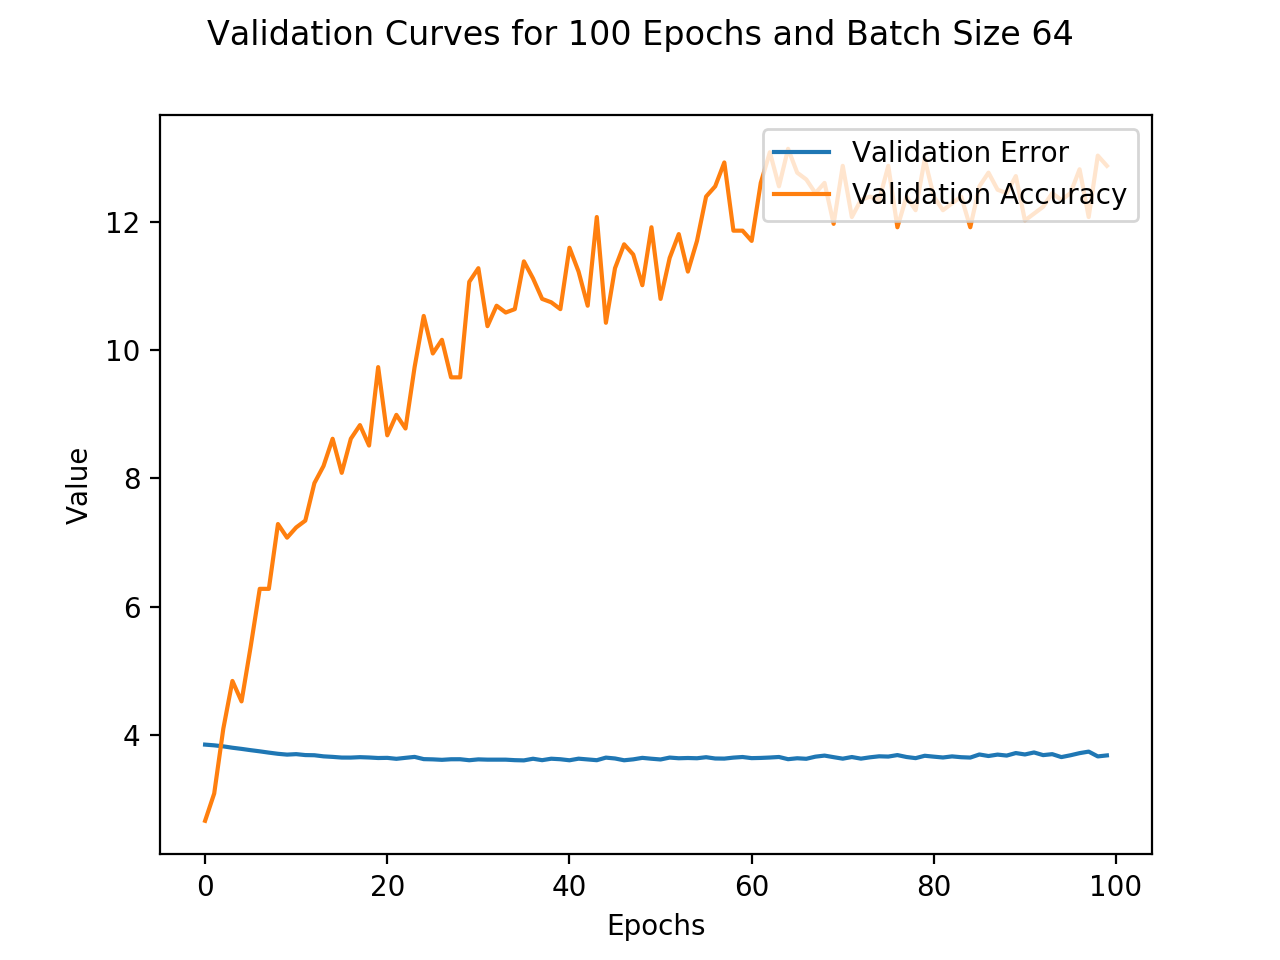 Validation Curves for 100 Epochs and Batch Size 64
Validation Error
Validation Accuracy
12
10
8
6
4
Value
0 20 40 60 80 100
Epochs